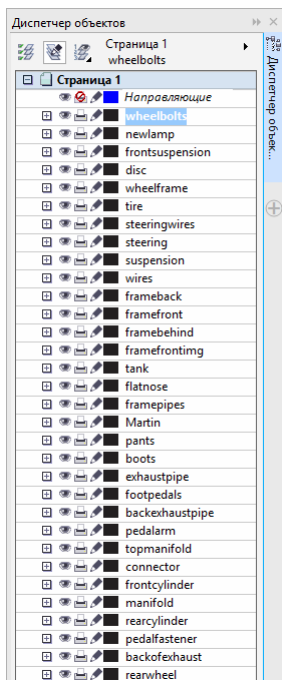 Диспетчер объектов
Страница 1
wheelbolts
Страница 1
Направляющие
wheelbolts
newlamp
frontsuspension
disc
wheelframe
tire
steeringwires
steering
suspension
wires
frameback
framefront
framebehind
framefrontimg
tank
flatnose
framepipes
Martin
pants
boots
exhaustpipe
footpedals
backexhaustpipe
pedalarm
topmanifold
connector
frontcylinder
manifold
rearcylinder
pedalfastener
backofexhaust
rearwheel
Диспетчер объек...